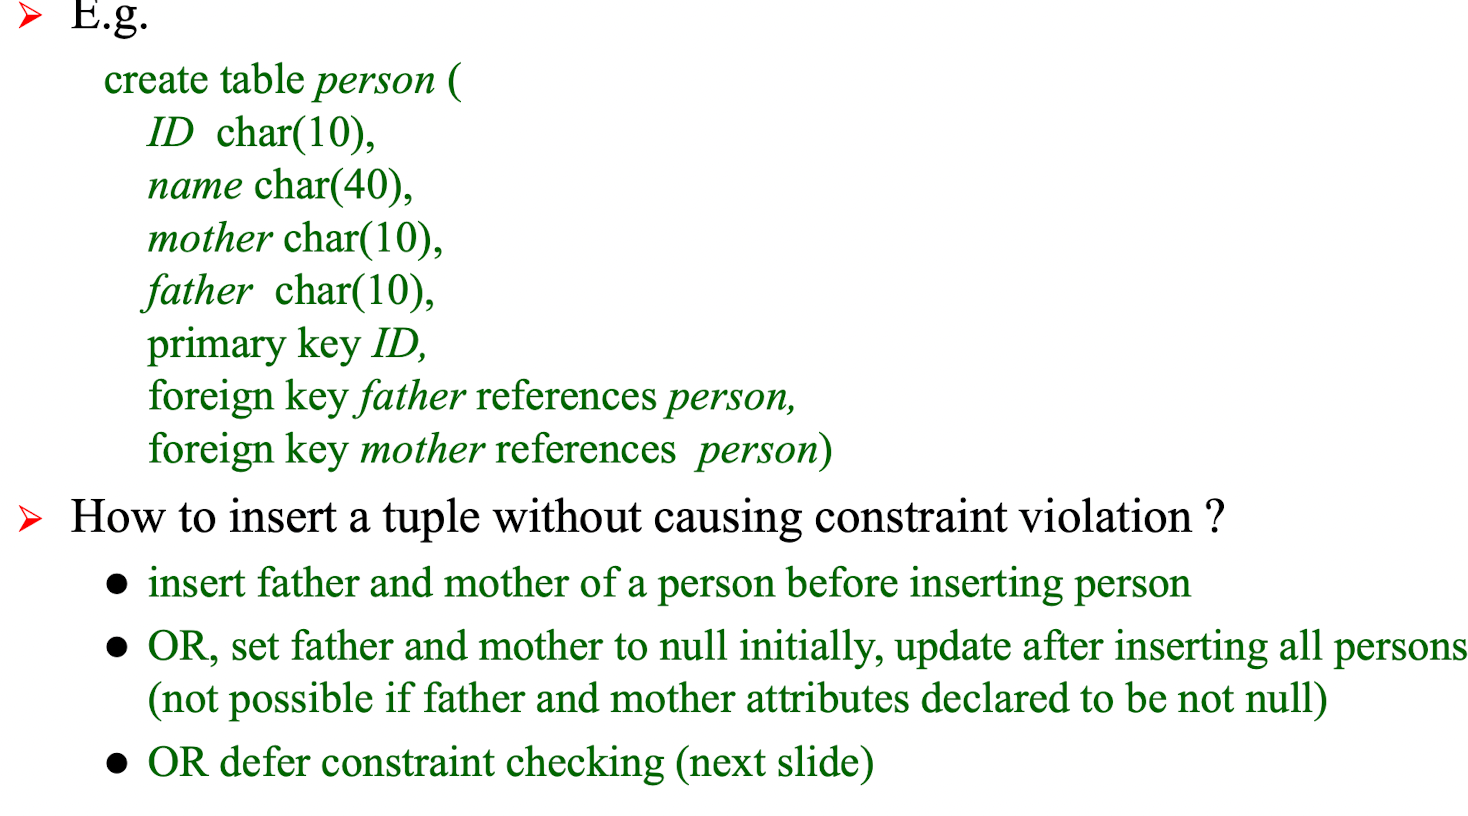 E.g.
create table person (
ID char(10),
name char(40),
mother char(10),
father char(10),
primary key ID,
foreign key father references person,
foreign key mother references person)
How to insert a tuple without causing constraint violation ?
insert father and mother of a person before inserting person
OR, set father and mother to null initially, update after inserting all persons
(not possible if father and mother attributes declared to be not null)
OR defer constraint checking (next slide)